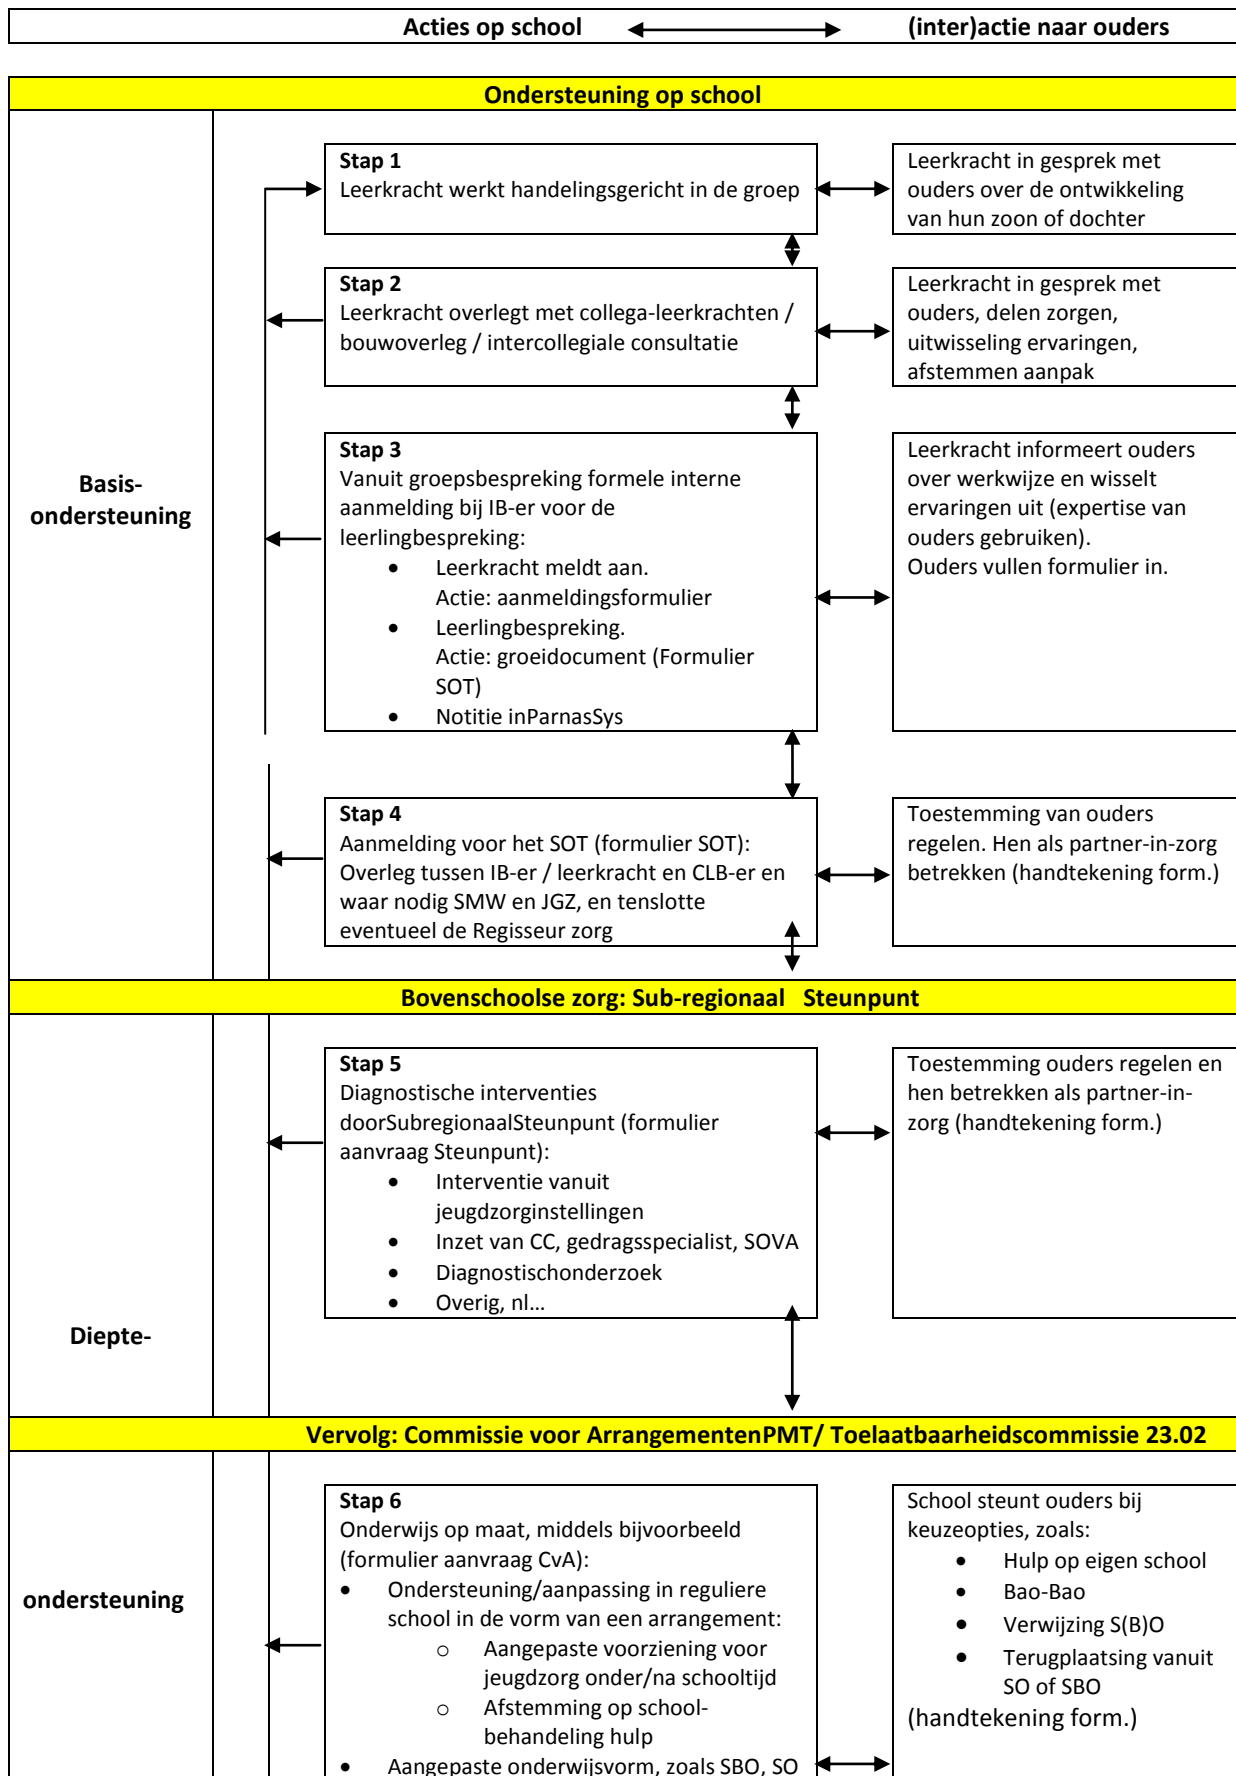 Acties op school (inter)actie naar ouders
Ondersteuning op school
Basis-
ondersteuning
Stap 1
Leerkracht werkt handelingsgericht in de groep
Leerkracht in gesprek met
ouders over de ontwikkeling
van hun zoon of dochter
Stap 2
Leerkracht overlegt met collega-leerkrachten /
bouwoverleg / intercollegiale consultatie
Leerkracht in gesprek met
ouders, delen zorgen,
uitwisseling ervaringen,
afstemmen aanpak
Stap 3
Vanuit groepsbespreking formele interne
aanmelding bij IB-er voor de
leerlingbespreking:
• Leerkracht meldt aan.
Actie: aanmeldingsformulier
• Leerlingbespreking.
Actie: groeidocument (Formulier
SOT)
• Notitie inParnasSys
Leerkracht informeert ouders
over werkwijze en wisselt
ervaringen uit (expertise van
ouders gebruiken).
Ouders vullen formulier in.
Stap 4
Aanmelding voor het SOT (formulier SOT):
Overleg tussen IB-er / leerkracht en CLB-er en
waar nodig SMW en JGZ, en tenslotte
eventueel de Regisseur zorg
Toestemming van ouders
regelen. Hen als partner-in-zorg
betrekken (handtekening form.)
Bovenschoolse zorg: Sub-regionaal Steunpunt
Diepte-
Stap 5
Diagnostische interventies
doorSubregionaalSteunpunt (formulier
aanvraag Steunpunt):
• Interventie vanuit
jeugdzorginstellingen
• Inzet van CC, gedragsspecialist, SOVA
• Diagnostischonderzoek
• Overig, nl…
Toestemming ouders regelen en
hen betrekken als partner-in-
zorg (handtekening form.)
Vervolg: Commissie voor ArrangementenPMT/ Toelaatbaarheidscommissie 23.02
ondersteuning
Stap 6
Onderwijs op maat, middels bijvoorbeeld
(formulier aanvraag CvA):
• Ondersteuning/aanpassing in reguliere
school in de vorm van een arrangement:
o Aangepaste voorziening voor
jeugdzorg onder/na schooltijd
o Afstemming op school-
behandeling hulp
• Aangepaste onderwijsvorm, zoals SBO, SO
School steunt ouders bij
keuzeopties, zoals:
• Hulp op eigen school
• Bao-Bao
• Verwijzing S(B)O
• Terugplaatsing vanuit
SO of SBO
(handtekening form.)